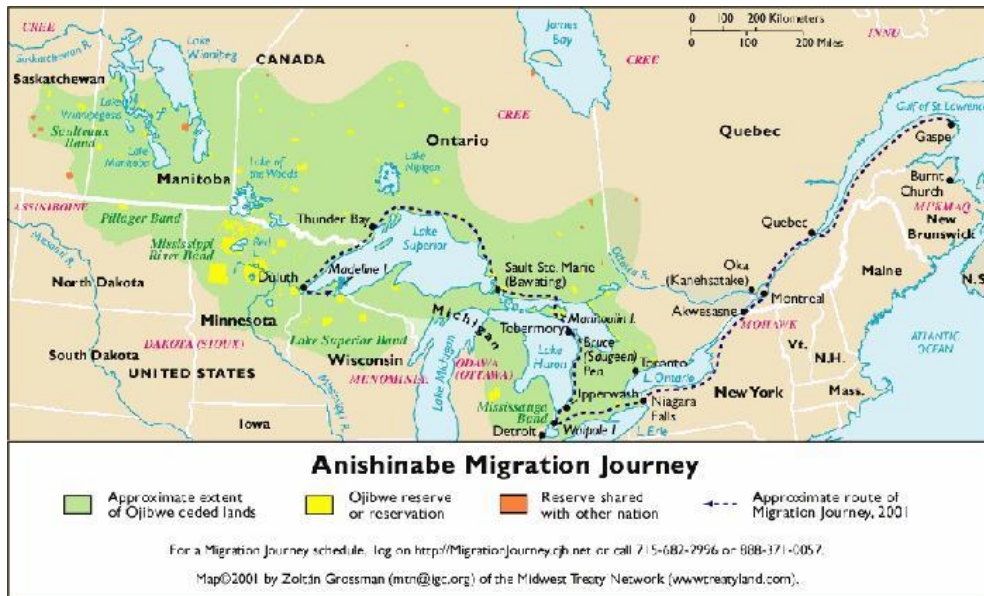 CREE
Saskatchewan R.
Lake
Winnipeg
CANADA
James
Bay
0 100 200 Kilometers
0 100 200 Miles
INNU
Saskatchewan
CREE
CREE
Gulf of St Lawrence
Lake
Winnipegosis
Saulteaux
Band
Lake
Manitoba
Ontario
Quebec
Gaspe
Manitoba
Lake of
the Woods
Lake
Nipigon
Burnt
Church
MI'KMAQ
New
Brunswick
ASSINIBOINE
Pillager Band
Thunder Bay
Lake
Superior
Quebec
Missouri R.
Mississippi
River Band
Red L.
Ottawa R.
Oka
(Kanehsatake)
Maine
N.S.
North Dakota
Duluth
Madeline I.
Sault Ste. Marie
(Bawating)
Montreal
Akwesasne
Minnesota
Michigan
Manitoulin I.
Tobermory
MOHAWK
ATLANTIC
OCEAN
South Dakota
DAKOTA (SIOUX)
Lake Superior Band
Wisconsin
Bruce
(Saugeen)
Pen.
Lake
Huron
Toronto
Vt.
N.H.
UNITED STATES
MENOMINIA
Lake Michigan
ODAWA
(OTTAWA)
L. Ontario
New York
Mass.
Mississippi R.
Mississauga
Band
Ipperwash
Niagara
Falls
Iowa
Detroit
Walpole I.
L. Erie
Anishinabe Migration Journey
Approximate extent
of Ojibwe ceded lands
Ojibwe reserve
or reservation
Reserve shared
with other nation
Approximate route of
Migration Journey, 2001
For a Migration Journey schedule, log on http://MigrationJourney.cjb.net or call 715-682-2996 or 888-371-0057.
Map©2001 by Zoltán Grossman (mtn@igc.org) of the Midwest Treaty Network (www.treatyland.com).